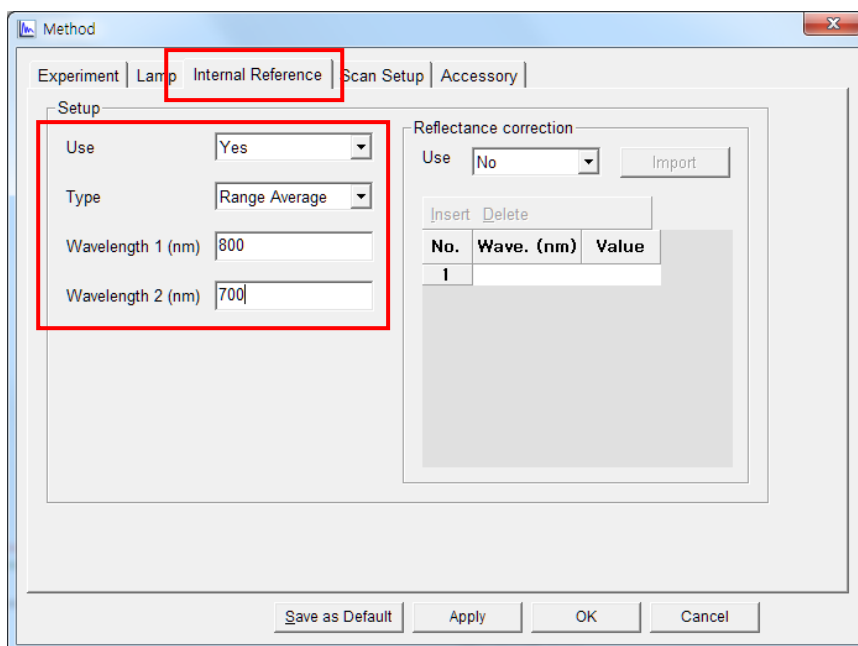 Method
Experiment Lamp Internal Reference Scan Setup Accessory
Setup
Use Yes
Type Range Average
Wavelength 1 (nm) 800
Wavelength 2 (nm) 700
Reflectance correction
Use No Import
Insert Delete
No. Wave. (nm) Value
1
Save as Default Apply OK Cancel